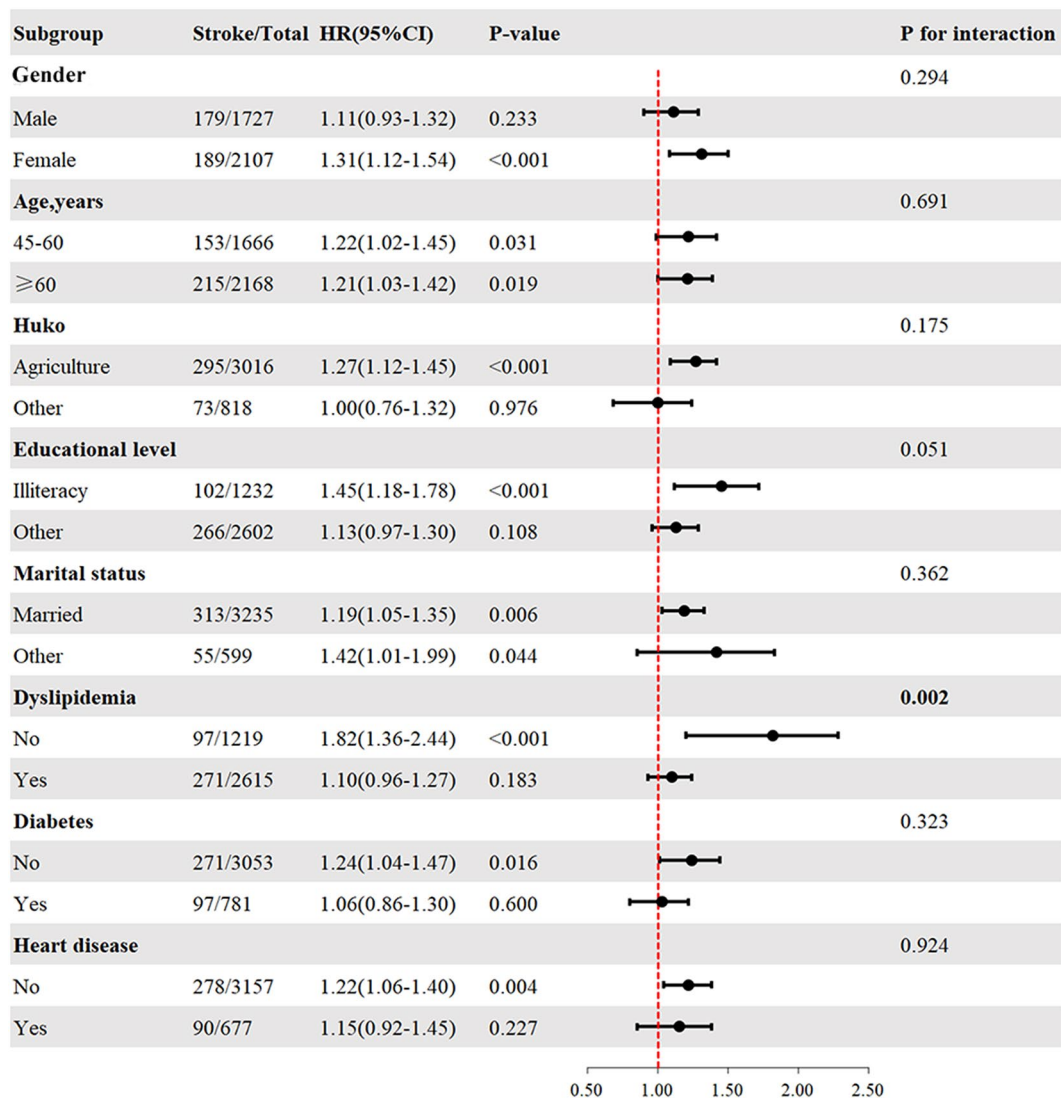 Subgroup Stroke/Total HR(95%CI) P-value P for interaction
Gender 0.294
Male 179/1727 1.11(0.93-1.32) 0.233
Female 189/2107 1.31(1.12-1.54) <0.001
Age,years 0.691
45-60 153/1666 1.22(1.02-1.45) 0.031
⩾60 215/2168 1.21(1.03-1.42) 0.019
Huko 0.175
Agriculture 295/3016 1.27(1.12-1.45) <0.001
Other 73/818 1.00(0.76-1.32) 0.976
Educational level 0.051
Illiteracy 102/1232 1.45(1.18-1.78) <0.001
Other 266/2602 1.13(0.97-1.30) 0.108
Marital status 0.362
Married 313/3235 1.19(1.05-1.35) 0.006
Other 55/599 1.42(1.01-1.99) 0.044
Dyslipidemia 0.002
No 97/1219 1.82(1.36-2.44) <0.001
Yes 271/2615 1.10(0.96-1.27) 0.183
Diabetes 0.323
No 271/3053 1.24(1.04-1.47) 0.016
Yes 97/781 1.06(0.86-1.30) 0.600
Heart disease 0.924
No 278/3157 1.22(1.06-1.40) 0.004
Yes 90/677 1.15(0.92-1.45) 0.227
0.50 1.00 1.50 2.00 2.50